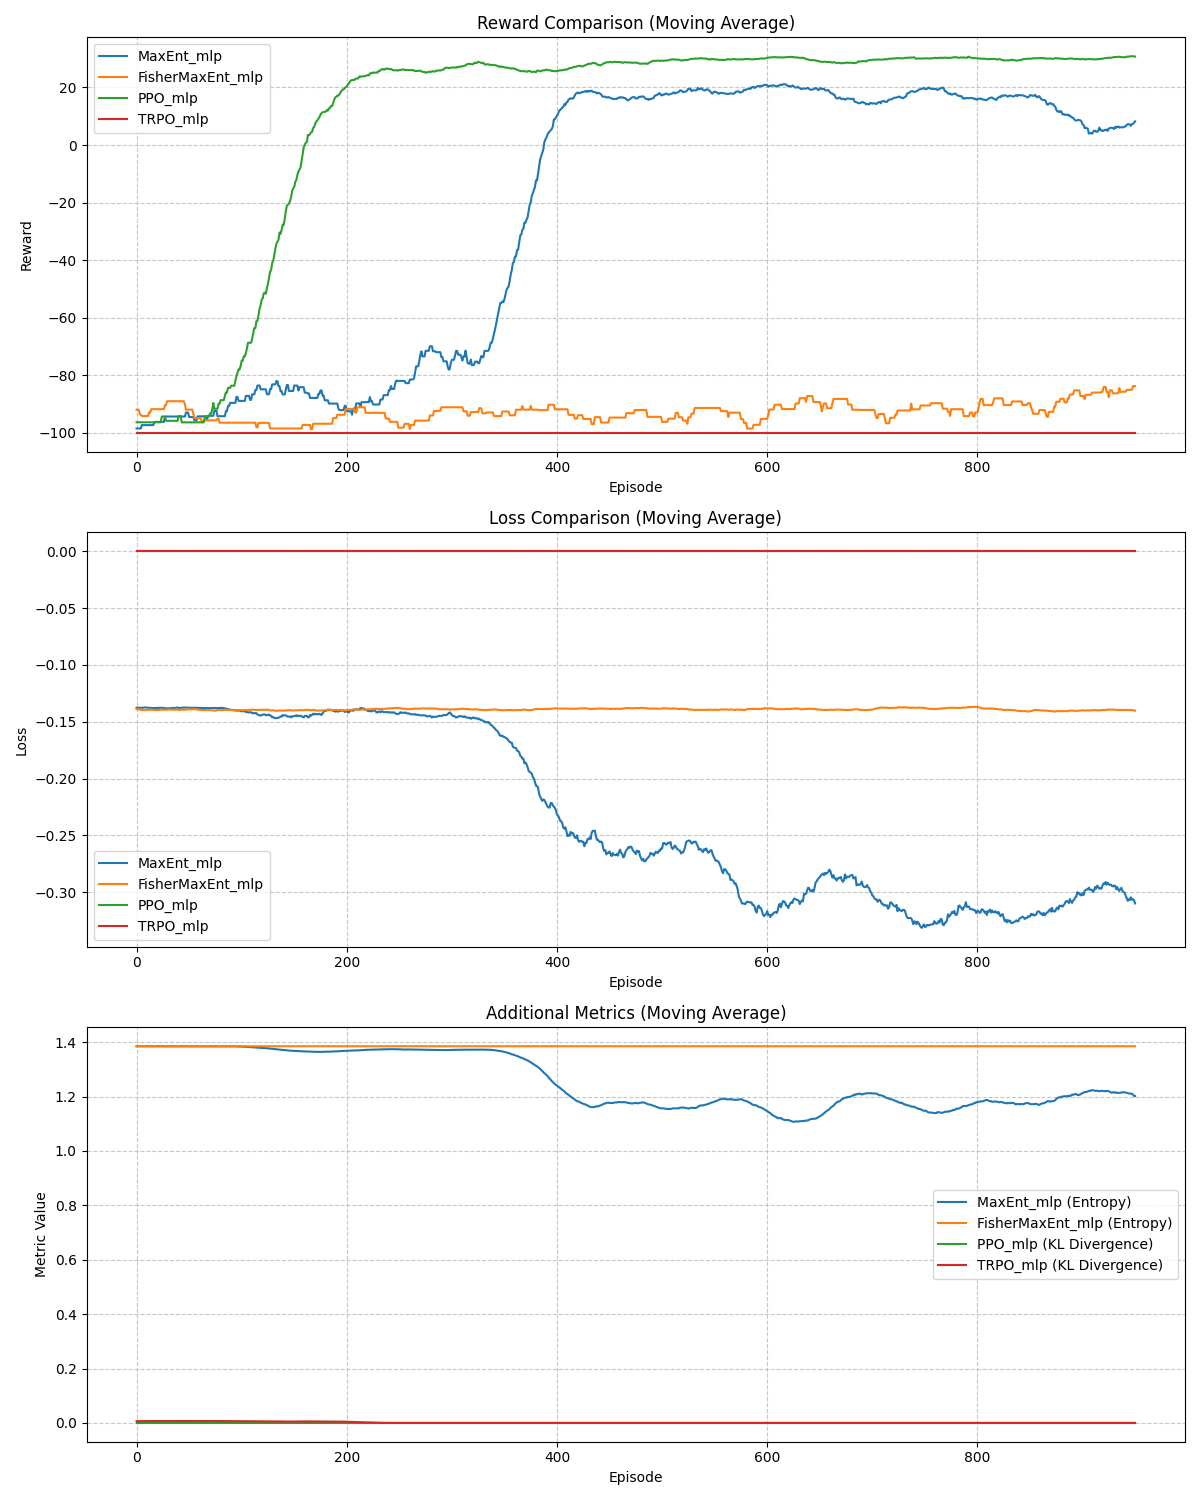 Reward Comparison (Moving Average)
MaxEnt_mlp
FisherMaxEnt_mlp
PPO_mlp
TRPO_mlp
20
0
−20
−40
−60
−80
−100
Reward
0 200 400 600 800
Episode
Loss Comparison (Moving Average)
0.00
−0.05
−0.10
−0.15
−0.20
−0.25
−0.30
Loss
MaxEnt_mlp
FisherMaxEnt_mlp
PPO_mlp
TRPO_mlp
0 200 400 600 800
Episode
Additional Metrics (Moving Average)
1.4
1.2
1.0
0.8
0.6
0.4
0.2
0.0
Metric Value
MaxEnt_mlp (Entropy)
FisherMaxEnt_mlp (Entropy)
PPO_mlp (KL Divergence)
TRPO_mlp (KL Divergence)
0 200 400 600 800
Episode